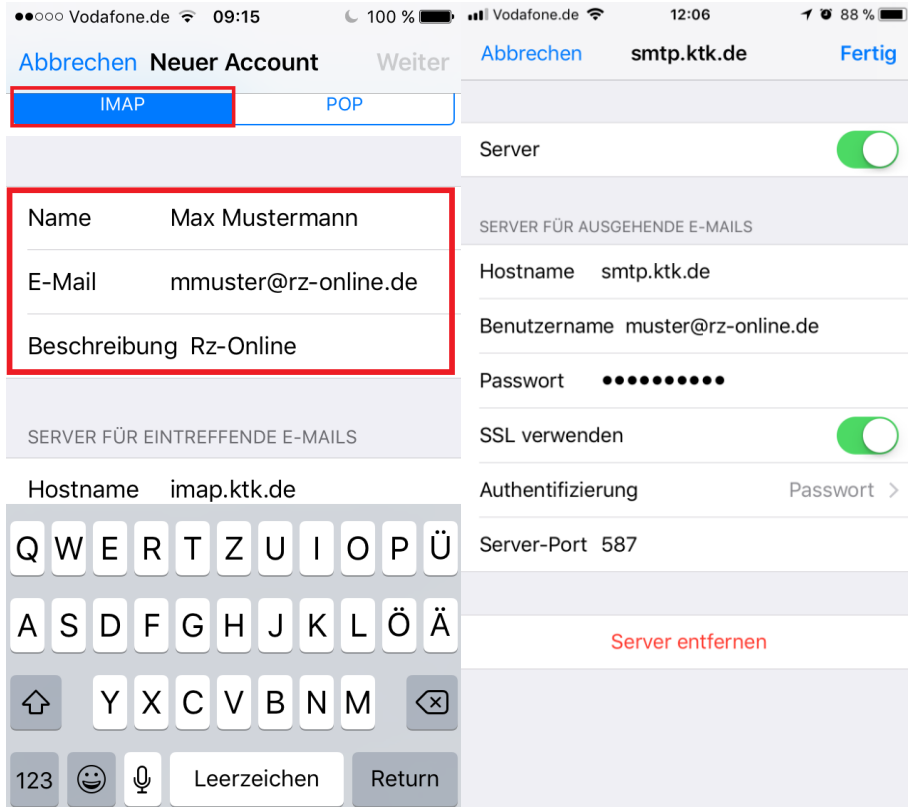 ●●○○○ Vodafone.de 09:15 100 %
Abbrechen Neuer Account Weiter
IMAP POP
Name Max Mustermann
E-Mail mmuster@rz-online.de
Beschreibung Rz-Online
SERVER FÜR EINTREFFENDE E-MAILS
Hostname imap.ktk.de
Q W E R T Z U I O P Ü
A S D F G H J K L Ö Ä
Y X C V B N M
123 Leerzeichen Return
Vodafone.de 12:06 88 %
Abbrechen smtp.ktk.de Fertig
Server
SERVER FÜR AUSGEHENDE E-MAILS
Hostname smtp.ktk.de
Benutzername muster@rz-online.de
Passwort ●●●●●●●●●●
SSL verwenden
Authentifizierung Passwort >
Server-Port 587
Server entfernen